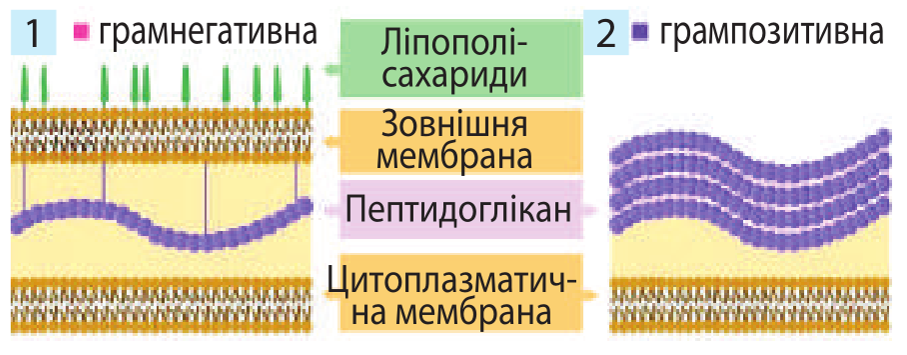 1 грамнегативна
Ліпополі-
сахариди
2 грампозитивна
Зовнішня
мембрана
Пептидоглікан
Цитоплазматич-
на мембрана